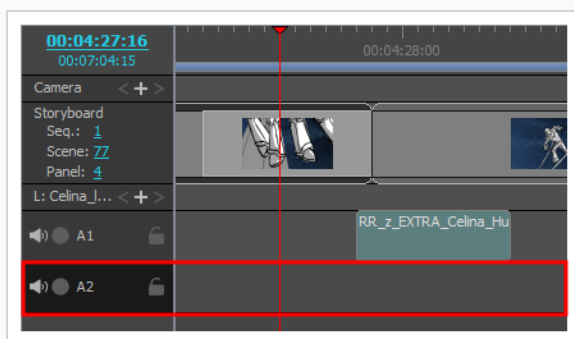 00:04:27:16
00:07:04:15
00:04:28:00
Camera < + >
Storyboard
Seq.: 1
Scene: 77
Panel: 4
L: Celina_l... < + >
A1
RR_z_EXTRA_Celina_Hu
A2